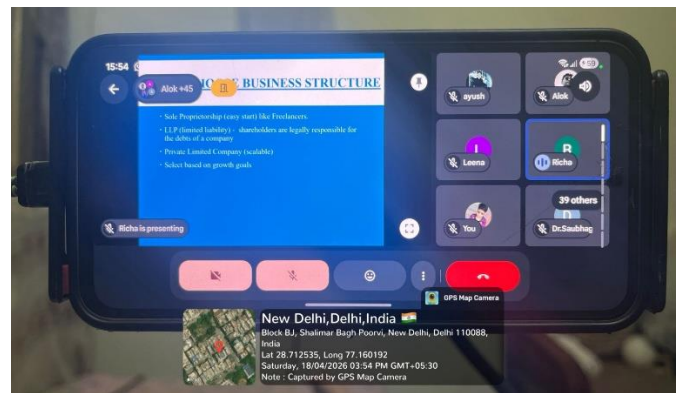 15:54
59
Alok +45
BUSINESS STRUCTURE
· Sole Proprietorship (easy start) like Freelancers.
· LLP (limited liability) - shareholders are legally responsible for
the debts of a company
· Private Limited Company (scalable)
· Select based on growth goals
Richa is presenting
ayush
Alok
L
Leena
R
Richa
39 others
You
D
Dr.Saubhag
GPS Map Camera
New Delhi,Delhi,India
Block BJ, Shalimar Bagh Poorvi, New Delhi, Delhi 110088,
India
Lat 28.712535, Long 77.160192
Saturday, 18/04/2026 03:54 PM GMT+05:30
Note : Captured by GPS Map Camera